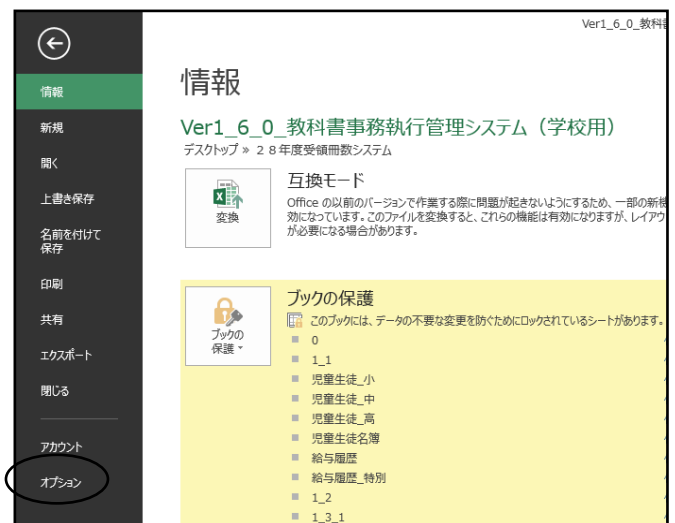 Ver1_6_0_教科
情報
新規
開く
上書き保存
名前を付けて
保存
印刷
共有
エクスポート
閉じる
アカウント
オプション
情報
Ver1_6_0_教科書事務執行管理システム（学校用）
デスクトップ » ２８年度受領冊数システム
変換
互換モード
Office の以前のバージョンで作業する際に問題が起きないようにするため、一部の新機
効になっています。このファイルを変換すると、これらの機能は有効になりますが、レイアウ
が必要になる場合があります。
ブックの
保護
ブックの保護
このブックには、データの不要な変更を防ぐためにロックされているシートがあります。
0
1_1
児童生徒_小
児童生徒_中
児童生徒_高
児童生徒名簿
給与履歴
給与履歴_特別
1_2
1_3_1